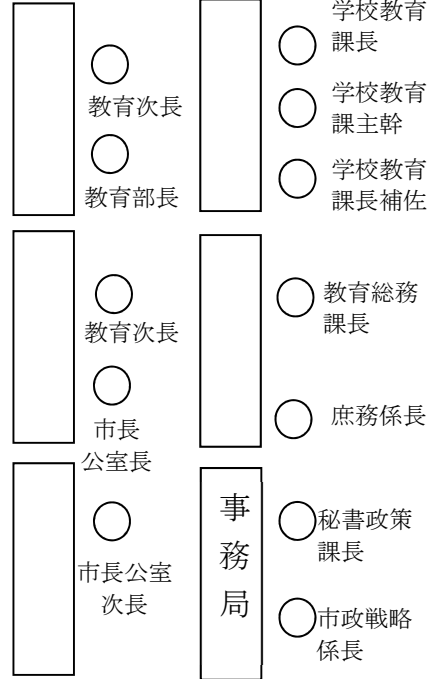 教育次長
教育部長
教育次長
市長
公室長
市長公室
次長
学校教育
課長
学校教育
課主幹
学校教育
課長補佐
教育総務
課長
庶務係長
事務局
秘書政策
課長
市政戦略
係長